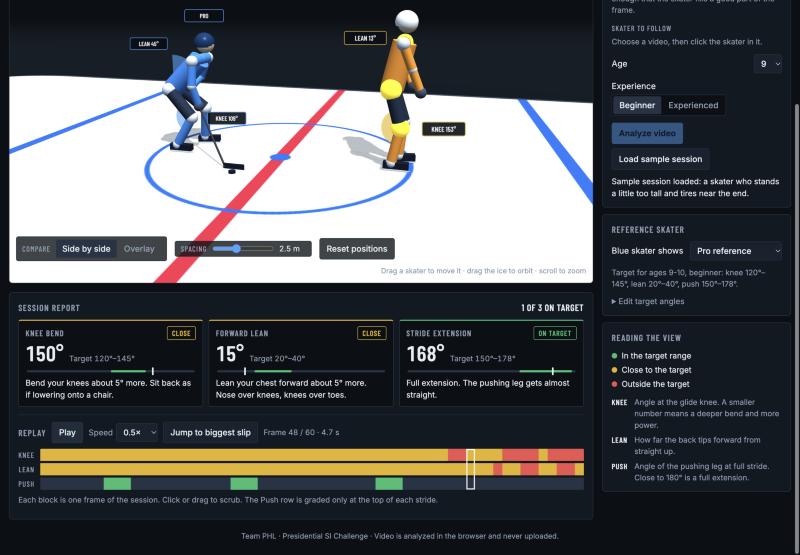 PRO
LEAN 40°
LEAN 13°
KNEE 108°
KNEE 153°
COMPARE Side by side Overlay SPACING 2.5 m Reset positions
Drag a skater to move it · drag the ice to orbit · scroll to zoom
SESSION REPORT 1 OF 3 ON TARGET
KNEE BEND CLOSE
150° Target 120°–145°
Bend your knees about 5° more. Sit back as
if lowering onto a chair.
FORWARD LEAN CLOSE
15° Target 20°–40°
Lean your chest forward about 5° more.
Nose over knees, knees over toes.
STRIDE EXTENSION ON TARGET
168° Target 150°–178°
Full extension. The pushing leg gets almost
straight.
REPLAY Play Speed 0.5× Jump to biggest slip Frame 48 / 60 · 4.7 s
KNEE
LEAN
PUSH
Each block is one frame of the session. Click or drag to scrub. The Push row is graded only at the top of each stride.
frame.
SKATER TO FOLLOW
Choose a video, then click the skater in it.
Age 9
Experience
Beginner Experienced
Analyze video
Load sample session
Sample session loaded: a skater who stands
a little too tall and tires near the end.
REFERENCE SKATER
Blue skater shows Pro reference
Target for ages 9-10, beginner: knee 120°–
145°, lean 20°–40°, push 150°–178°.
▶ Edit target angles
READING THE VIEW
In the target range
Close to the target
Outside the target
KNEE Angle at the glide knee. A smaller
number means a deeper bend and more
power.
LEAN How far the back tips forward from
straight up.
PUSH Angle of the pushing leg at full stride.
Close to 180° is a full extension.
Team PHL · Presidential SI Challenge · Video is analyzed in the browser and never uploaded.